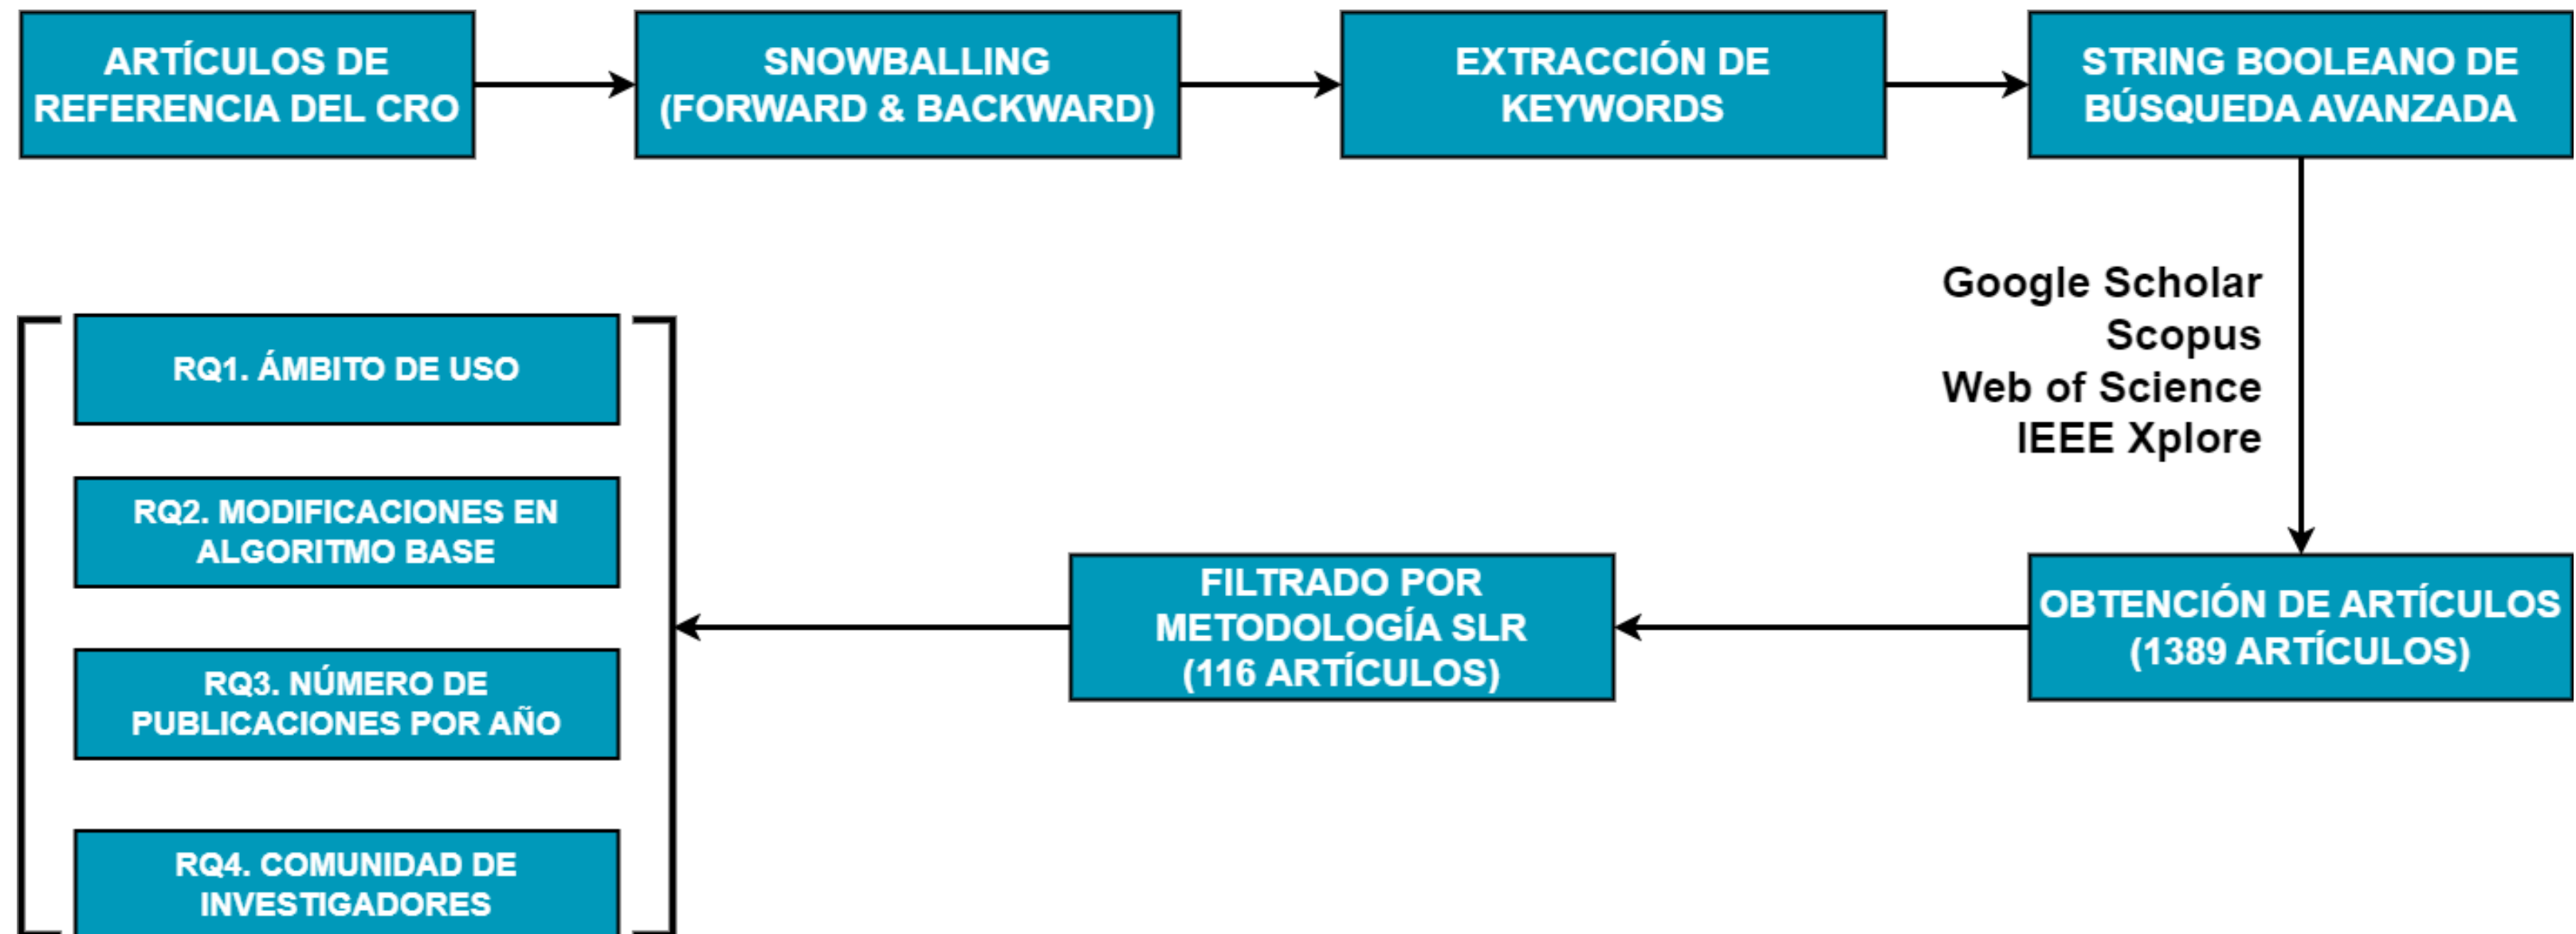 ARTÍCULOS DE
REFERENCIA DEL CRO
SNOWBALLING
(FORWARD & BACKWARD)
EXTRACCIÓN DE
KEYWORDS
STRING BOOLEANO DE
BÚSQUEDA AVANZADA
Google Scholar
Scopus
Web of Science
IEEE Xplore
OBTENCIÓN DE ARTÍCULOS
(1389 ARTÍCULOS)
FILTRADO POR
METODOLOGÍA SLR
(116 ARTÍCULOS)
RQ1. ÁMBITO DE USO
RQ2. MODIFICACIONES EN
ALGORITMO BASE
RQ3. NÚMERO DE
PUBLICACIONES POR AÑO
RQ4. COMUNIDAD DE
INVESTIGADORES